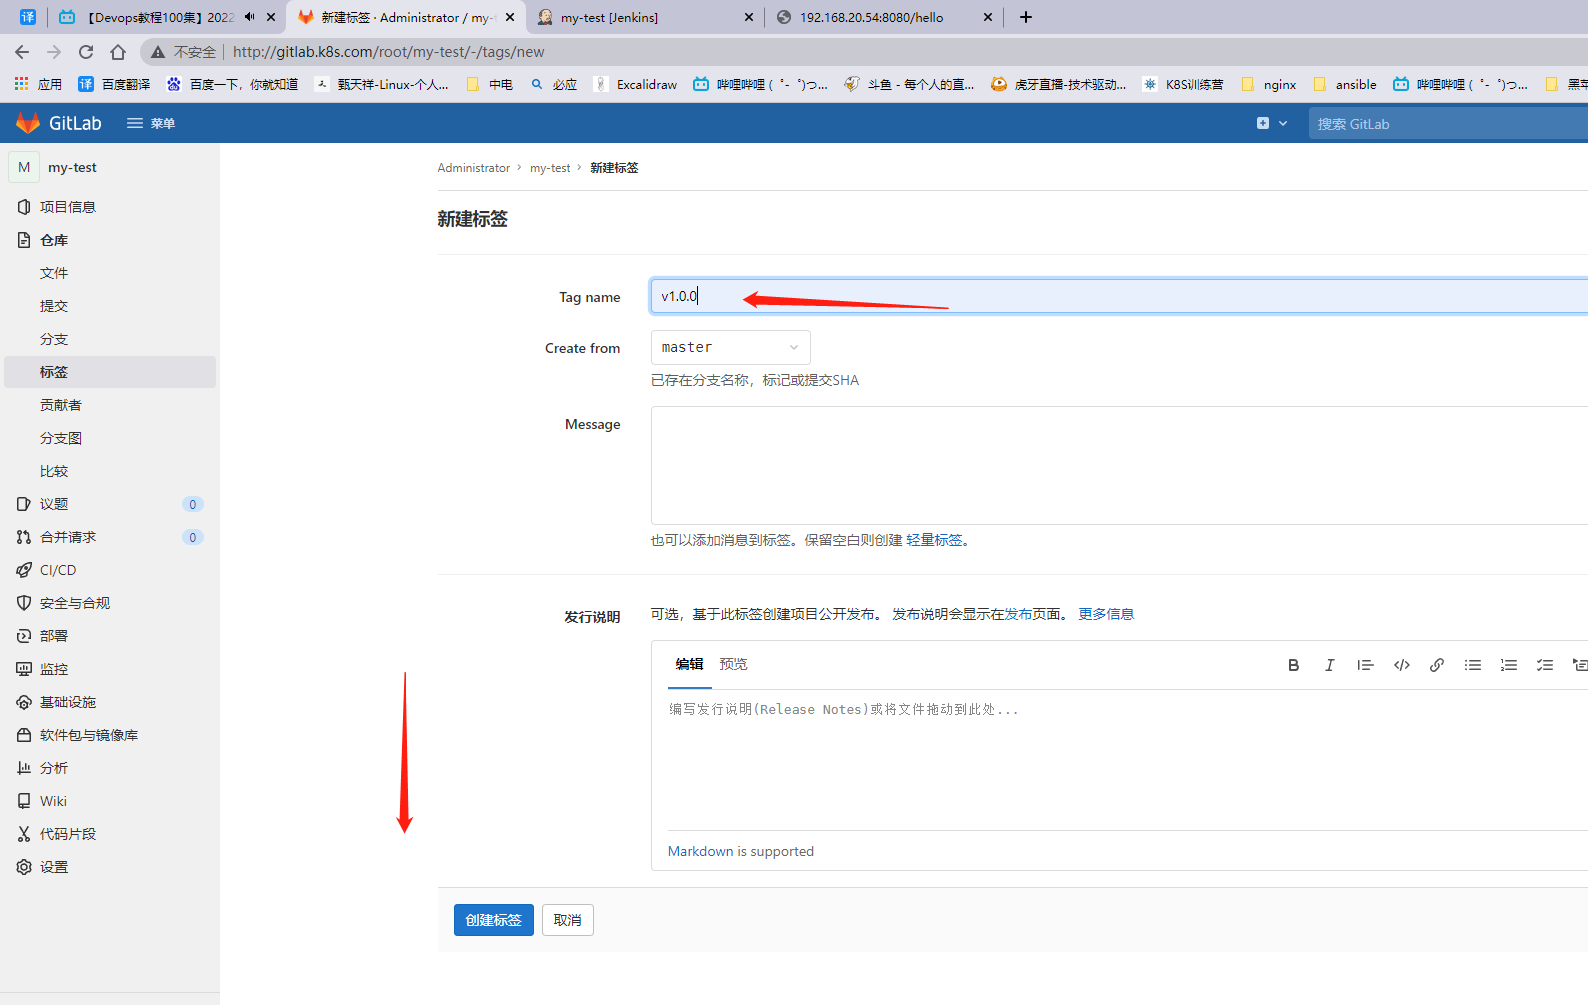 译
【Devops教程100集】2022
新建标签 · Administrator / my-t
my-test [Jenkins]
192.168.20.54:8080/hello
不安全
http://gitlab.k8s.com/root/my-test/-/tags/new
应用
译 百度翻译
百度一下，你就知道
甄天祥-Linux-个人...
中电
必应
Excalidraw
哔哩哔哩 (゜-゜)つ...
斗鱼 - 每个人的直...
虎牙直播-技术驱动...
K8S训练营
nginx
ansible
哔哩哔哩 (゜-゜)つ...
黑苹
GitLab
菜单
搜索 GitLab
M my-test
项目信息
仓库
文件
提交
分支
标签
贡献者
分支图
比较
议题 0
合并请求 0
CI/CD
安全与合规
部署
监控
基础设施
软件包与镜像库
分析
Wiki
代码片段
设置
Administrator › my-test › 新建标签
新建标签
Tag name
v1.0.0
Create from
master
已存在分支名称，标记或提交SHA
Message
也可以添加消息到标签。保留空白则创建 轻量标签。
发行说明
可选，基于此标签创建项目公开发布。 发布说明会显示在发布页面。 更多信息
编辑 预览
B I
编写发行说明(Release Notes)或将文件拖动到此处...
Markdown is supported
创建标签 取消